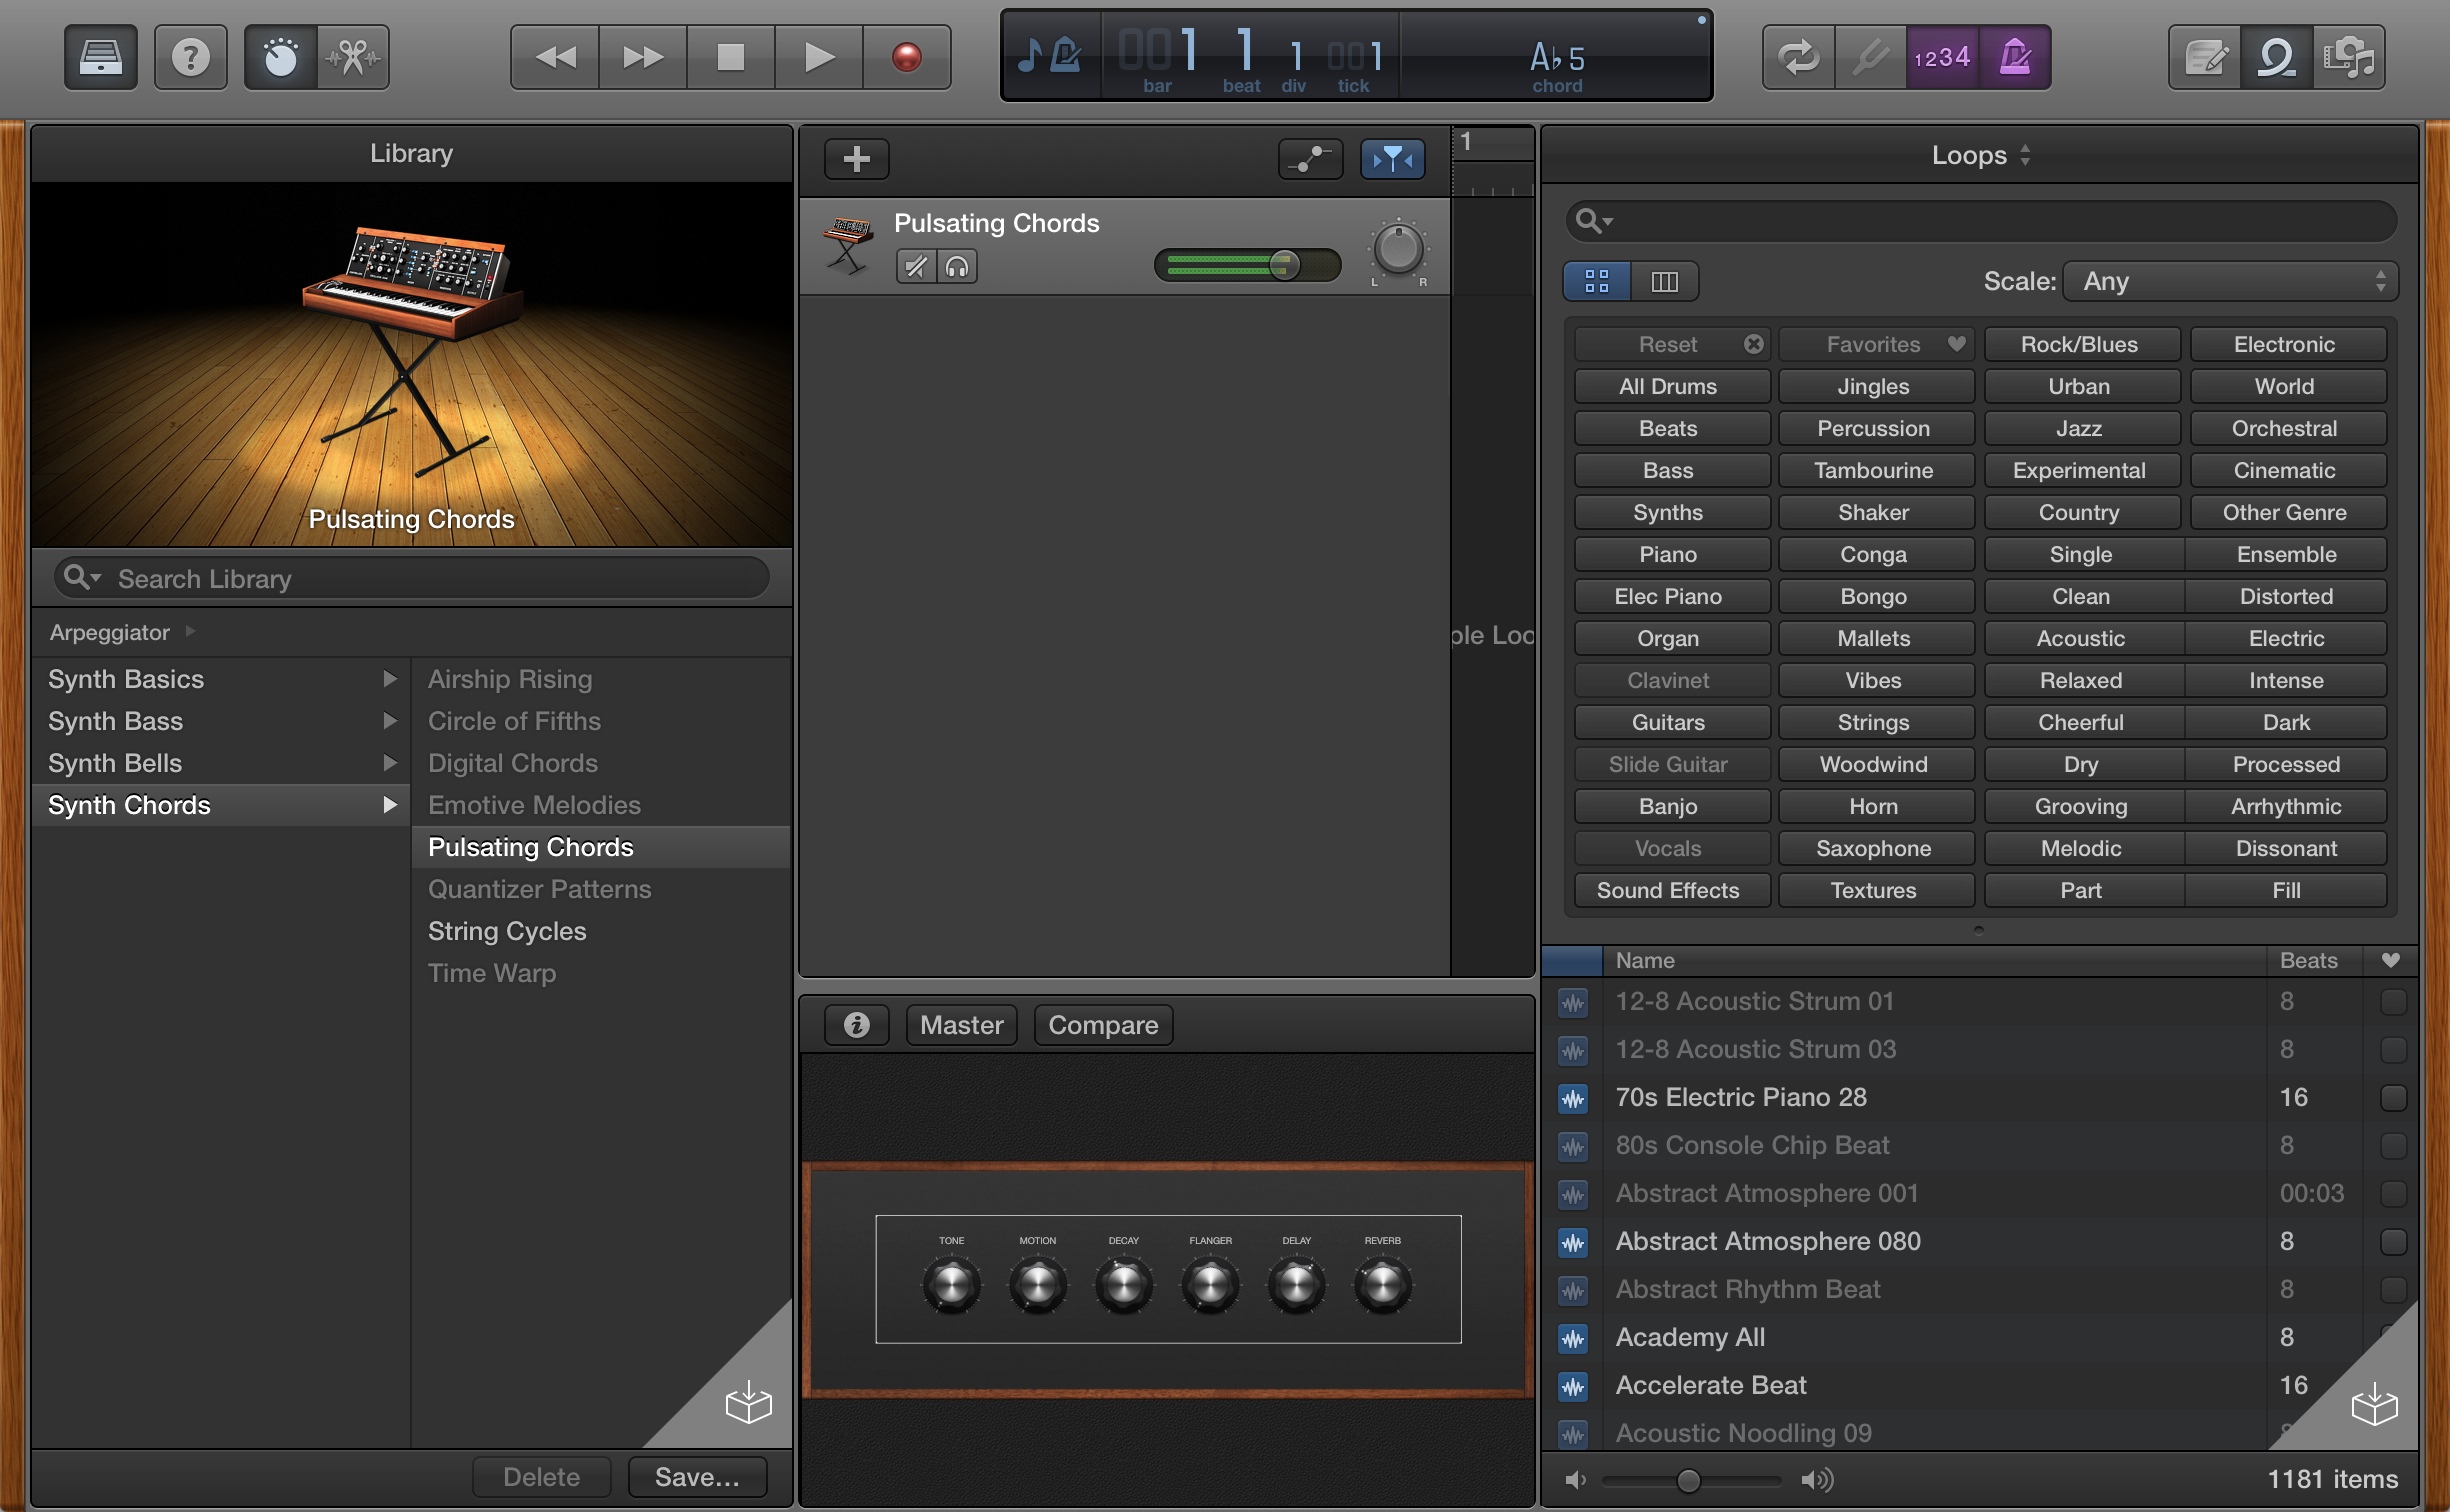 1234
001 1 1 001
bar beat div tick
A♭5
chord
Library
Pulsating Chords
Search Library
Arpeggiator
Synth Basics
Synth Bass
Synth Bells
Synth Chords
Airship Rising
Circle of Fifths
Digital Chords
Emotive Melodies
Pulsating Chords
Quantizer Patterns
String Cycles
Time Warp
Delete Save...
1
Pulsating Chords
L R
ple Loo
Master Compare
TONE MOTION DECAY FLANGER DELAY REVERB
Loops
Scale: Any
Reset Favorites Rock/Blues Electronic
All Drums Jingles Urban World
Beats Percussion Jazz Orchestral
Bass Tambourine Experimental Cinematic
Synths Shaker Country Other Genre
Piano Conga Single Ensemble
Elec Piano Bongo Clean Distorted
Organ Mallets Acoustic Electric
Clavinet Vibes Relaxed Intense
Guitars Strings Cheerful Dark
Slide Guitar Woodwind Dry Processed
Banjo Horn Grooving Arrhythmic
Vocals Saxophone Melodic Dissonant
Sound Effects Textures Part Fill
Name Beats
12-8 Acoustic Strum 01 8
12-8 Acoustic Strum 03 8
70s Electric Piano 28 16
80s Console Chip Beat 8
Abstract Atmosphere 001 00:03
Abstract Atmosphere 080 8
Abstract Rhythm Beat 8
Academy All 8
Accelerate Beat 16
Acoustic Noodling 09
1181 items